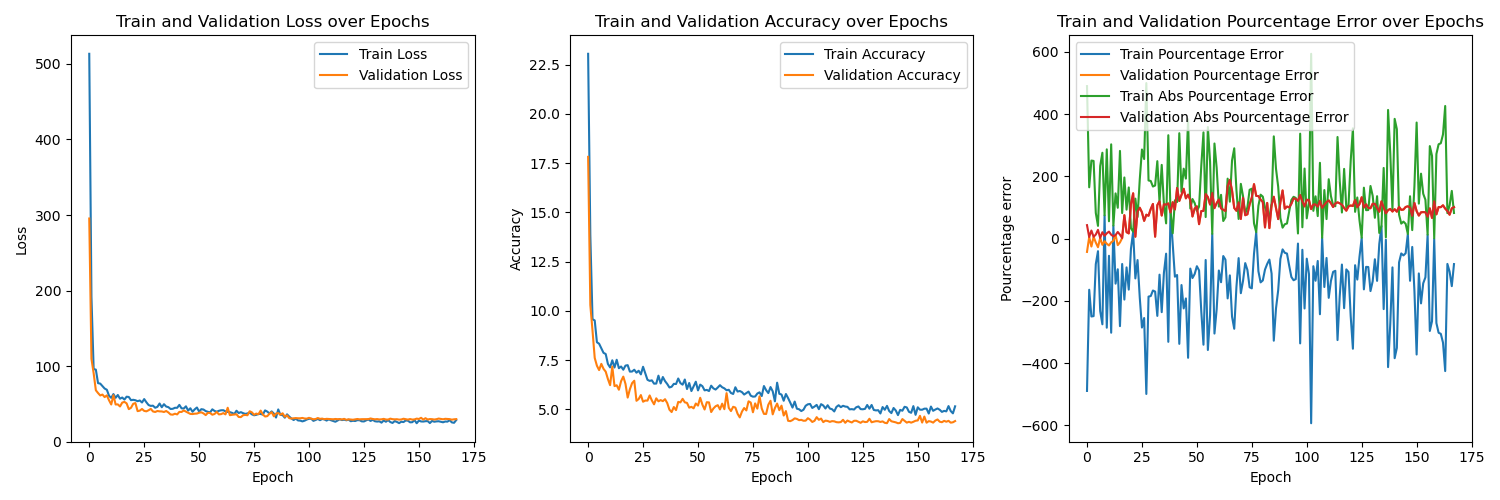 Train and Validation Loss over Epochs
Train Loss
Validation Loss
500
400
300
200
100
0
Loss
0 25 50 75 100 125 150 175
Epoch
Train and Validation Accuracy over Epochs
Train Accuracy
Validation Accuracy
22.5
20.0
17.5
15.0
12.5
10.0
7.5
5.0
Accuracy
0 25 50 75 100 125 150 175
Epoch
Train and Validation Pourcentage Error over Epochs
Train Pourcentage Error
Validation Pourcentage Error
Train Abs Pourcentage Error
Validation Abs Pourcentage Error
600
400
200
0
−200
−400
−600
Pourcentage error
0 25 50 75 100 125 150 175
Epoch